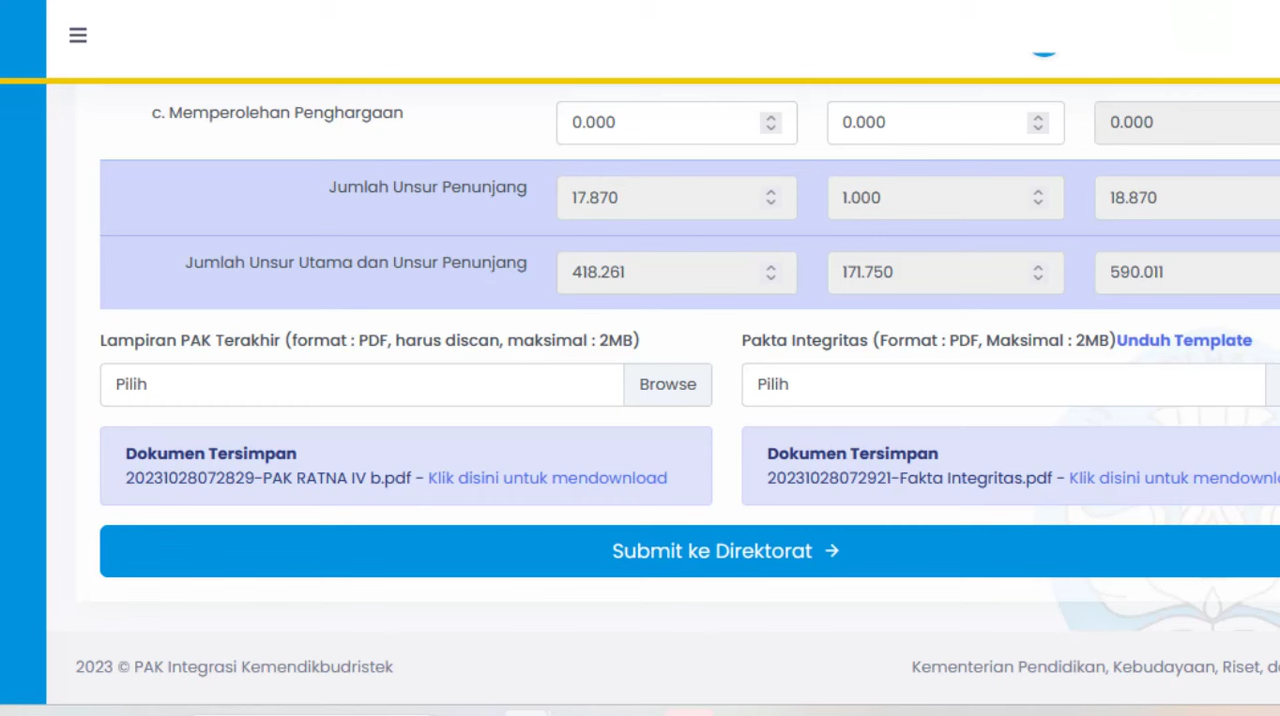 c. Memperolehan Penghargaan 0.000 0.000 0.000
Jumlah Unsur Penunjang 17.870 1.000 18.870
Jumlah Unsur Utama dan Unsur Penunjang 418.261 171.750 590.011
Lampiran PAK Terakhir (format : PDF, harus discan, maksimal : 2MB)
Pilih Browse
Dokumen Tersimpan
20231028072829-PAK RATNA IV b.pdf - Klik disini untuk mendownload
Pakta Integritas (Format : PDF, Maksimal : 2MB)Unduh Template
Pilih
Dokumen Tersimpan
20231028072921-Fakta Integritas.pdf - Klik disini untuk mendownl
Submit ke Direktorat →
2023 © PAK Integrasi Kemendikbudristek
Kementerian Pendidikan, Kebudayaan, Riset, d